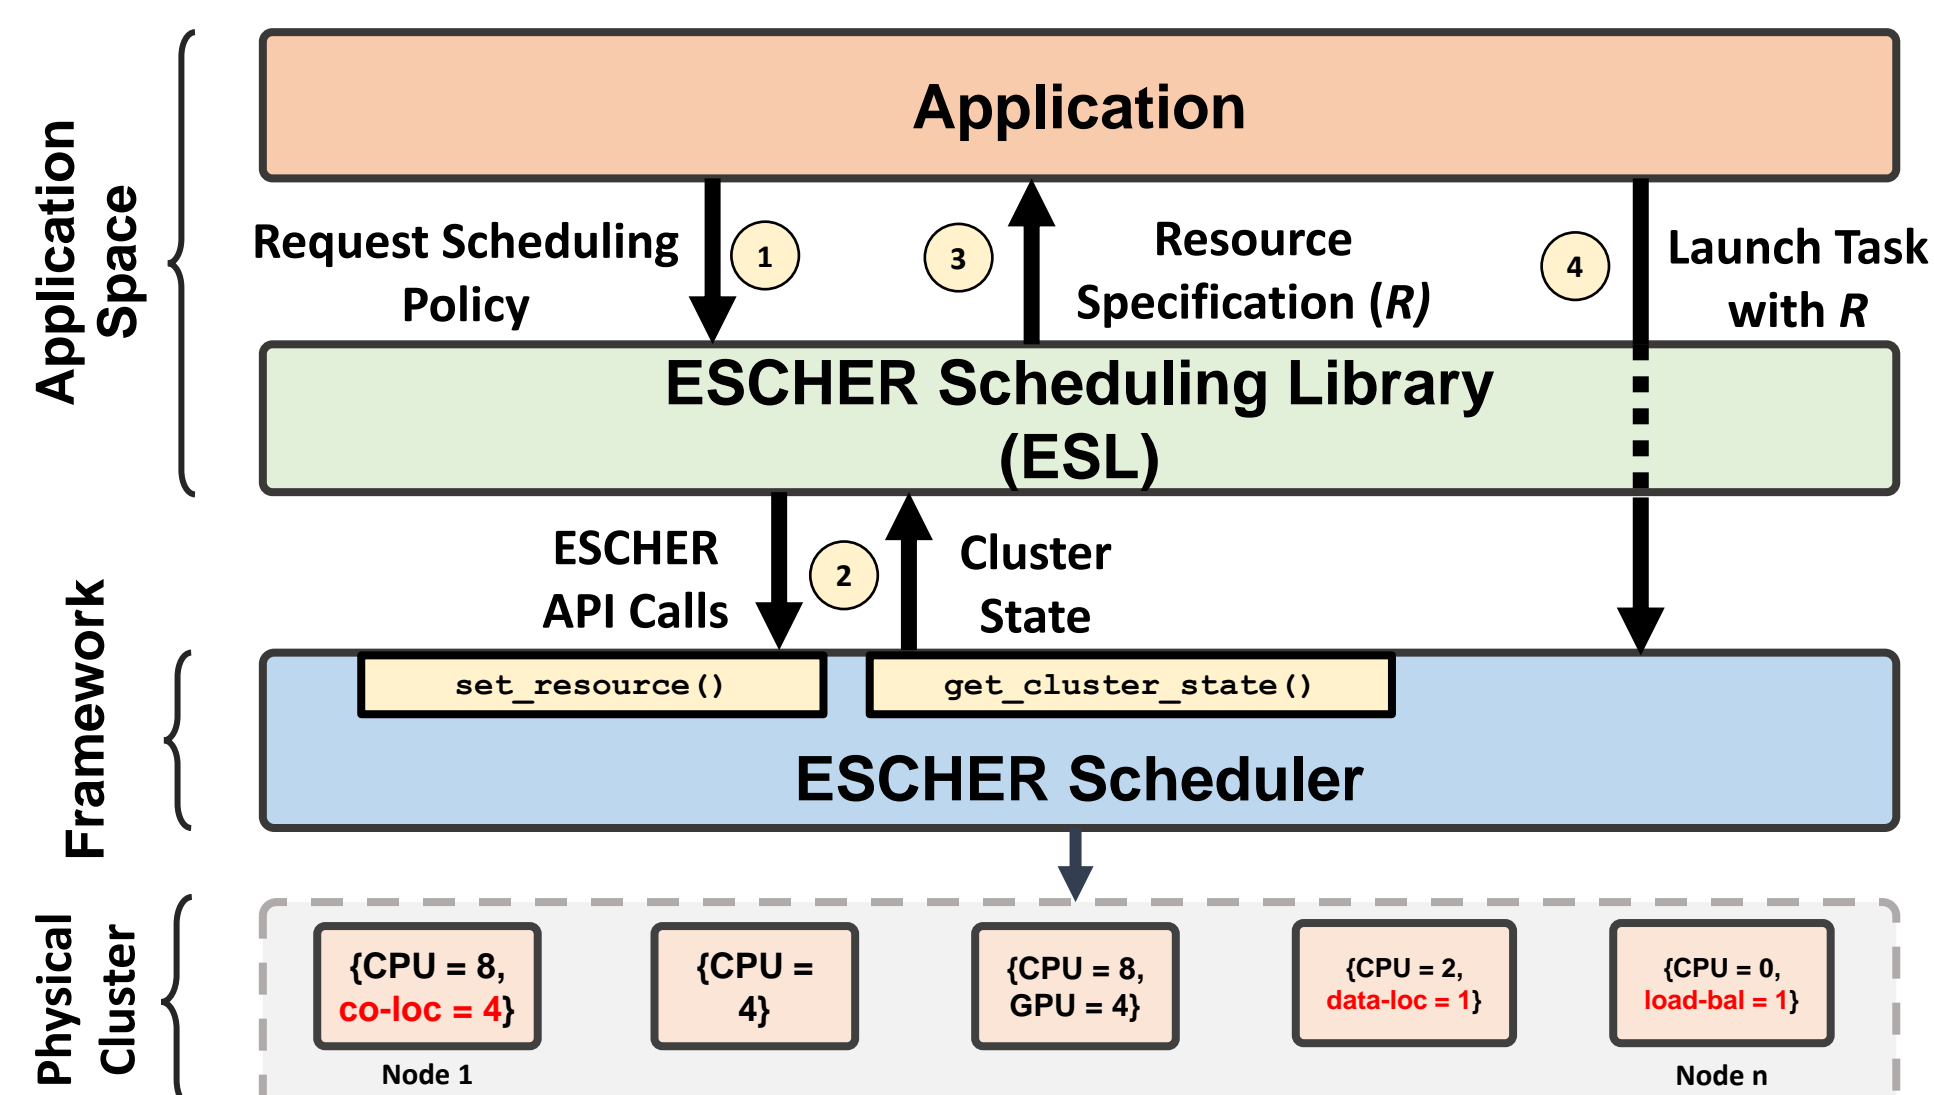 Application
Space
Application
Request Scheduling
Policy
1
3
Resource
Specification (R)
4
Launch Task
with R
ESCHER Scheduling Library
(ESL)
ESCHER
API Calls
2
Cluster
State
Framework
set_resource()
get_cluster_state()
ESCHER Scheduler
Physical
Cluster
{CPU = 8,
co-loc = 4}
{CPU =
4}
{CPU = 8,
GPU = 4}
{CPU = 2,
data-loc = 1}
{CPU = 0,
load-bal = 1}
Node 1
Node n